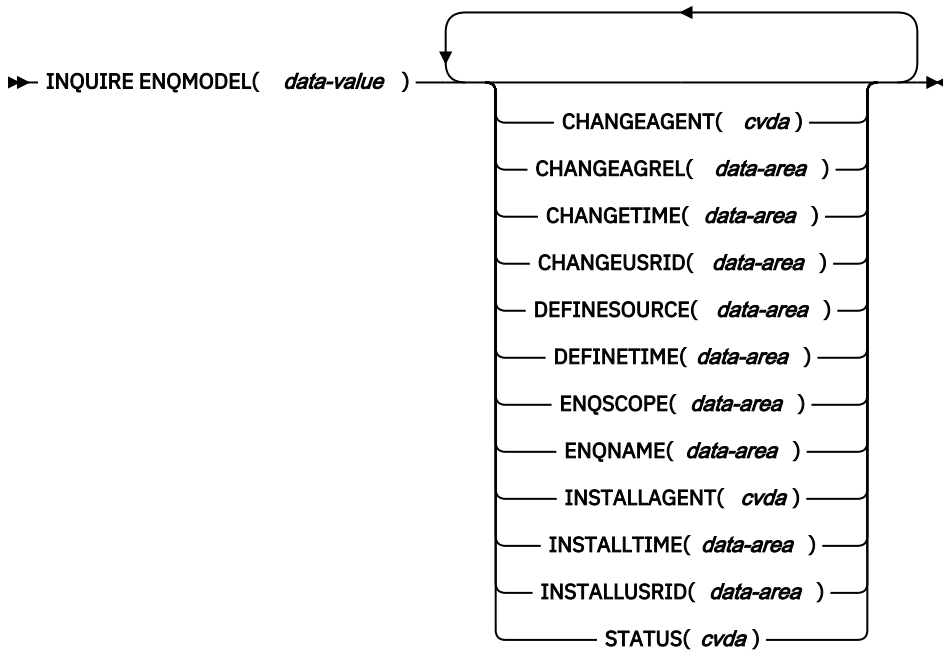 INQUIRE ENQMODEL( data-value )
CHANGEAGENT( cvda )
CHANGEAGREL( data-area )
CHANGETIME( data-area )
CHANGEUSRID( data-area )
DEFINESOURCE( data-area )
DEFINETIME( data-area )
ENQSCOPE( data-area )
ENQNAME( data-area )
INSTALLAGENT( cvda )
INSTALLTIME( data-area )
INSTALLUSRID( data-area )
STATUS( cvda )